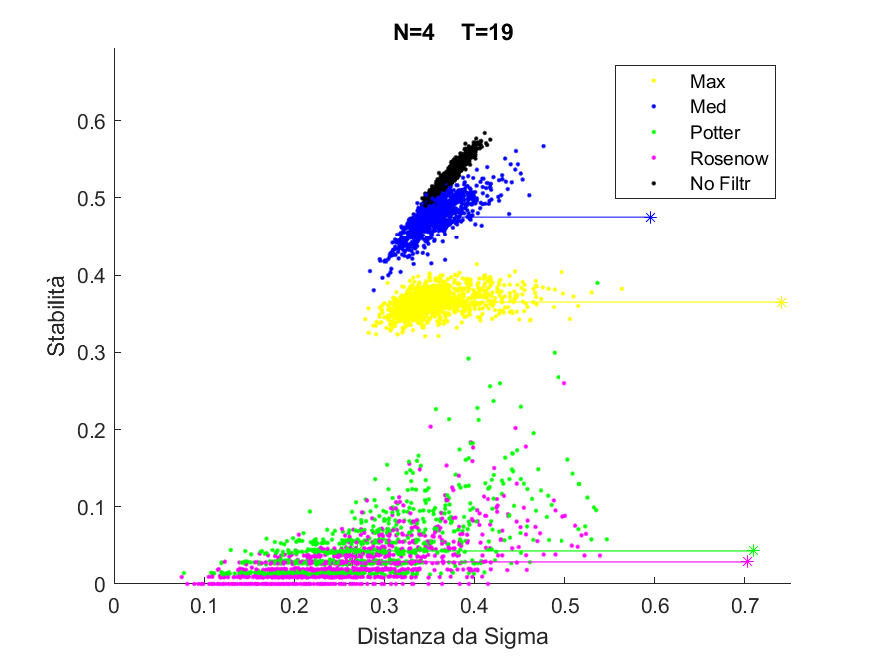 N=4 T=19
Max
Med
Potter
Rosenow
No Filtr
Stabilità
0.6
0.5
0.4
0.3
0.2
0.1
0
0 0.1 0.2 0.3 0.4 0.5 0.6 0.7
Distanza da Sigma